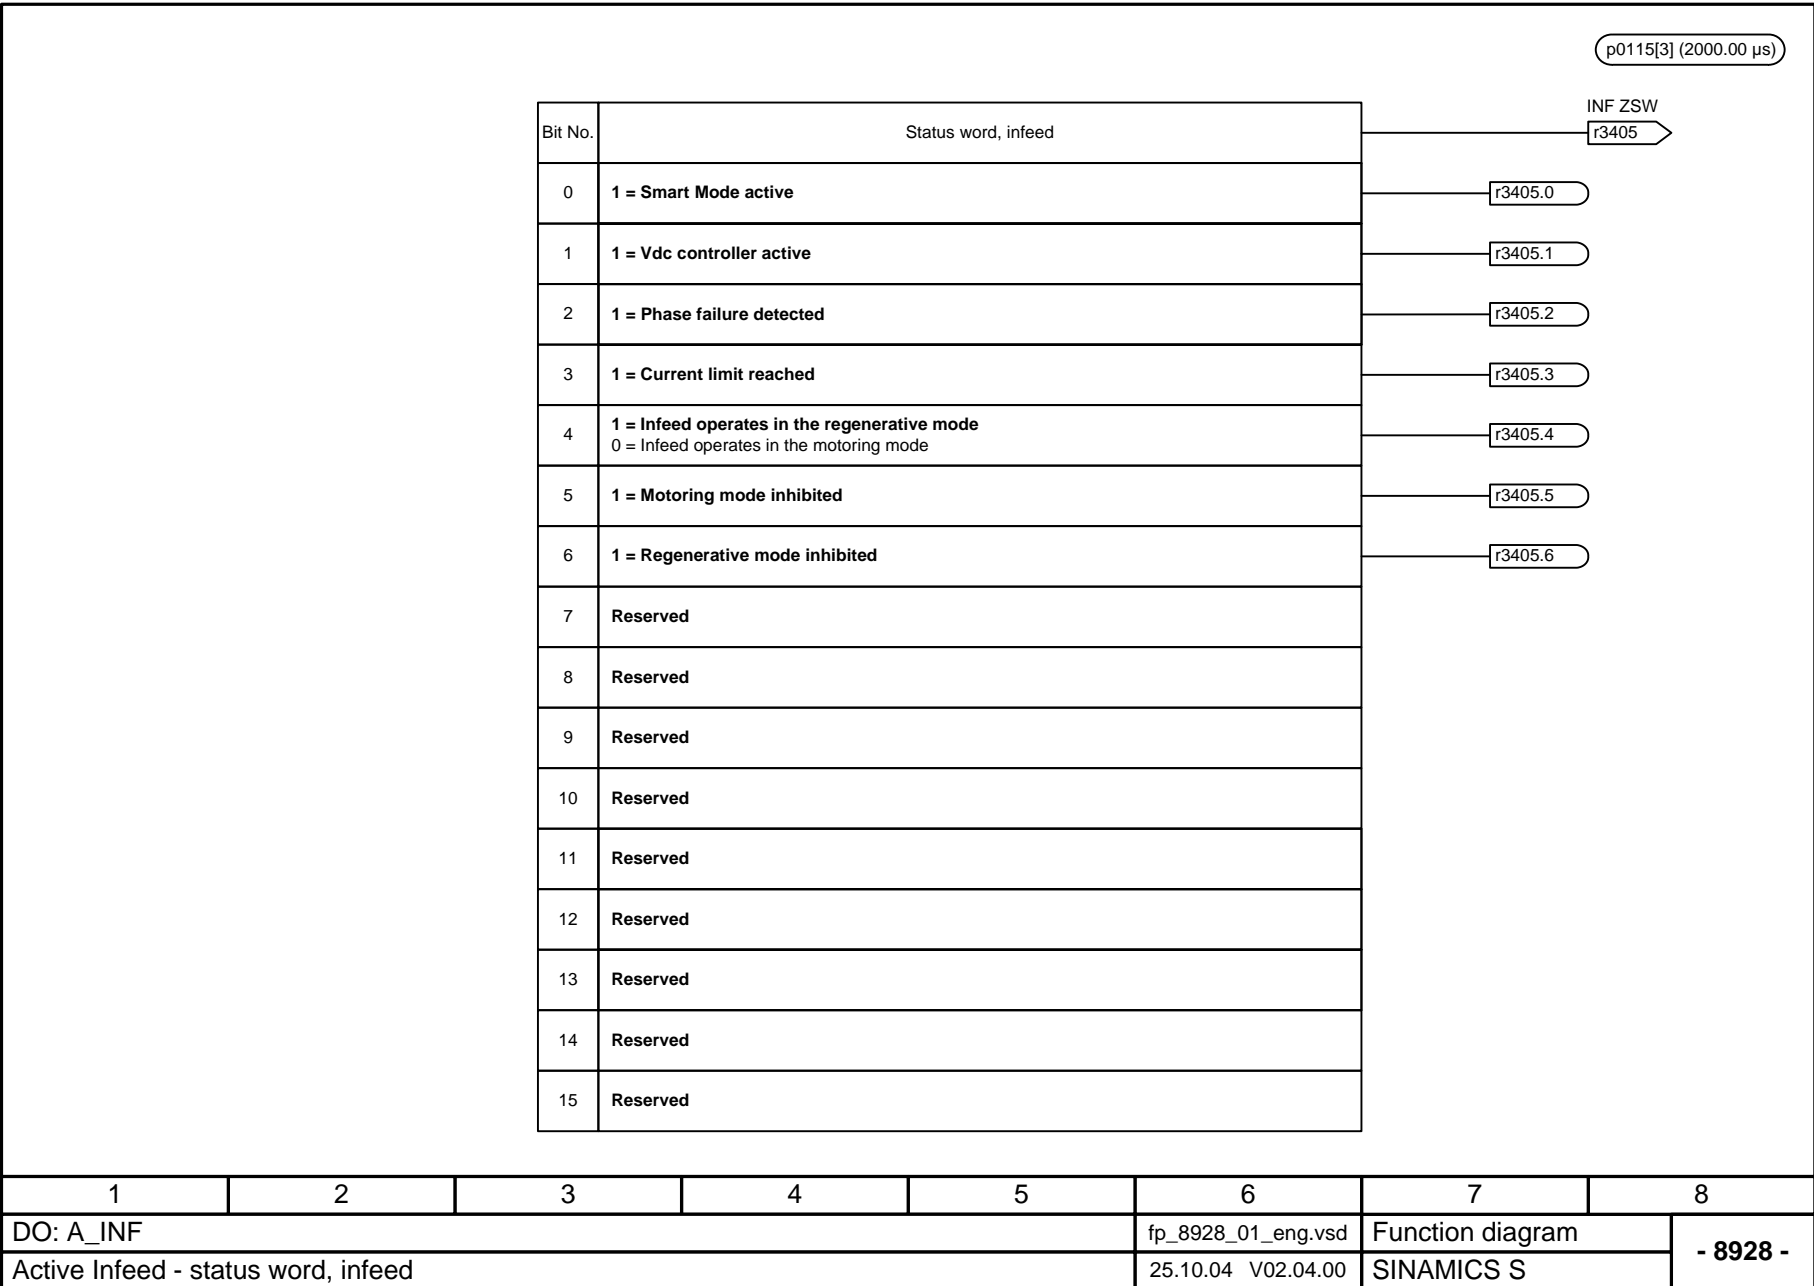 p0115[3] (2000.00 µs)
INF ZSW
Bit No. Status word, infeed r3405
0 1 = Smart Mode active r3405.0
1 1 = Vdc controller active r3405.1
2 1 = Phase failure detected r3405.2
3 1 = Current limit reached r3405.3
4 1 = Infeed operates in the regenerative mode
0 = Infeed operates in the motoring mode r3405.4
5 1 = Motoring mode inhibited r3405.5
6 1 = Regenerative mode inhibited r3405.6
7 Reserved
8 Reserved
9 Reserved
10 Reserved
11 Reserved
12 Reserved
13 Reserved
14 Reserved
15 Reserved
1 2 3 4 5 6 7 8
DO: A_INF fp_8928_01_eng.vsd Function diagram
- 8928 -
Active Infeed - status word, infeed 25.10.04 V02.04.00 SINAMICS S